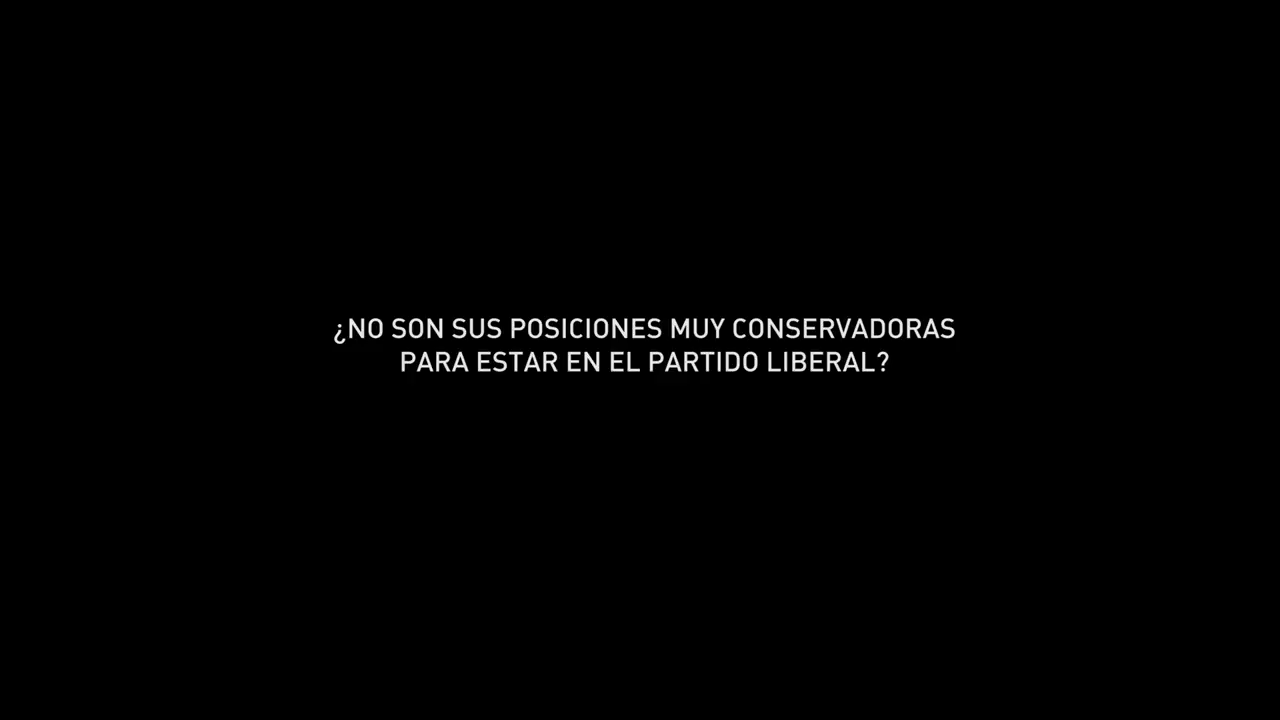 ¿NO SON SUS POSICIONES MUY CONSERVADORAS
PARA ESTAR EN EL PARTIDO LIBERAL?